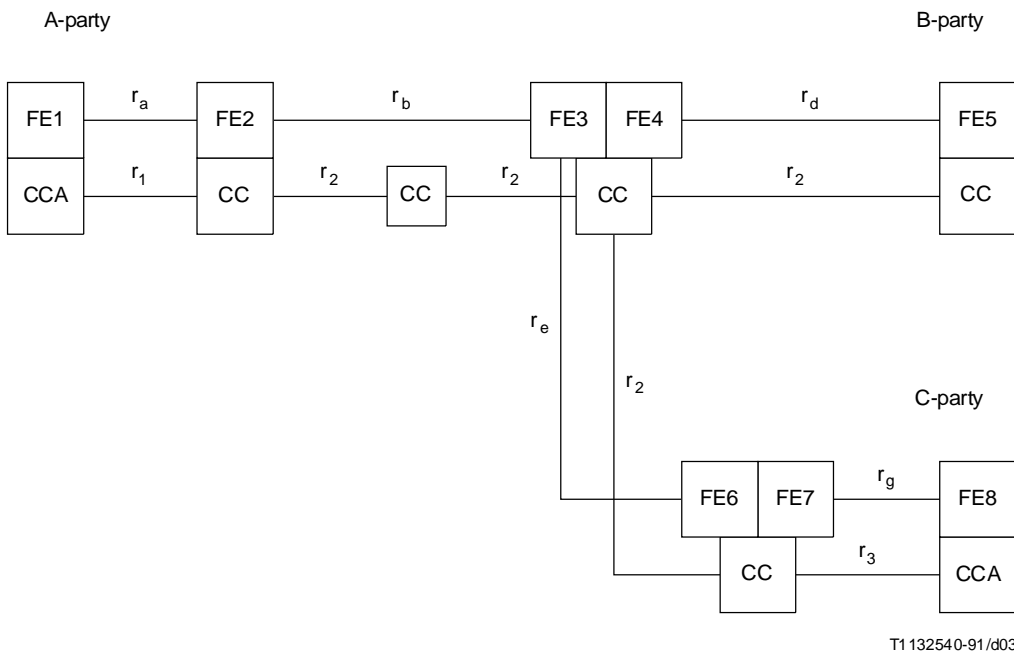 A-party
B-party
r a
r b
r d
FE1
FE2
FE3
FE4
FE5
r 1
r 2
r 2
r 2
CCA
CC
CC
CC
CC
r e
r 2
C-party
r g
FE6
FE7
FE8
r 3
CC
CCA
T1132540-91/d03